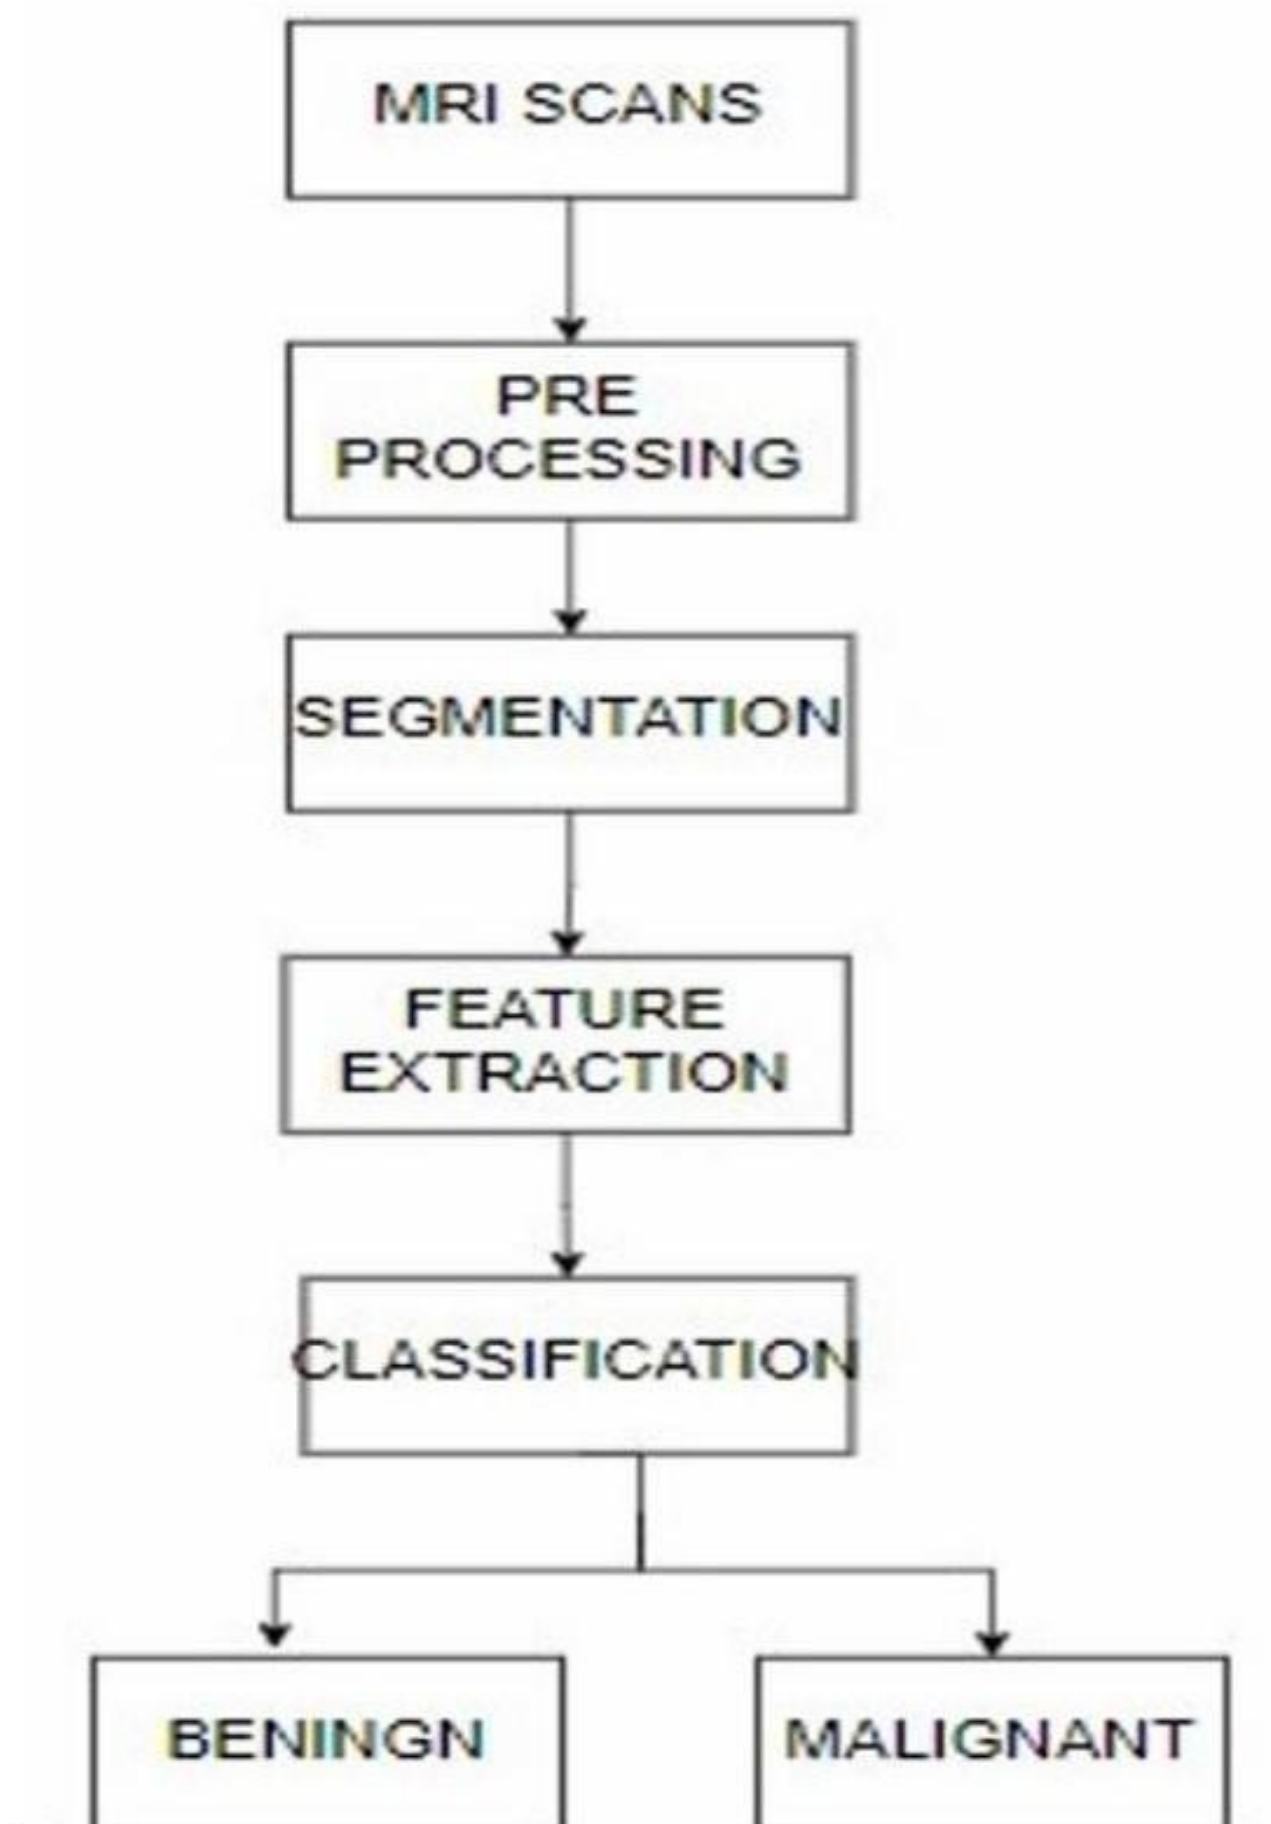 MRI SCANS
PRE
PROCESSING
SEGMENTATION
FEATURE
EXTRACTION
CLASSIFICATION
BENINGN
MALIGNANT